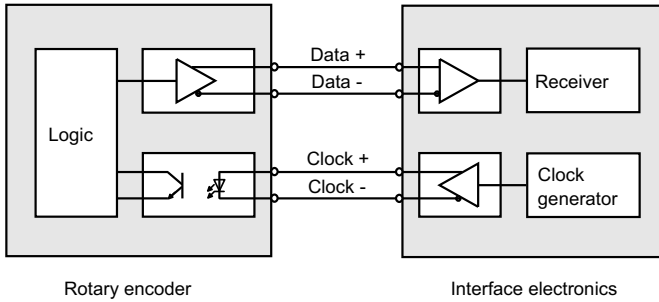 Data +
Data -
Receiver
Logic
Clock +
Clock -
Clock
generator
Rotary encoder
Interface electronics